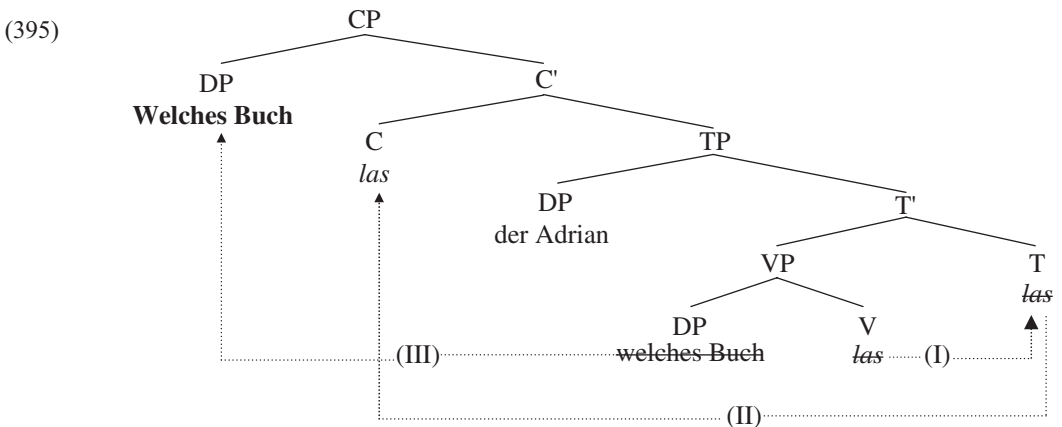 (395) CP
DP C'
Welches Buch
C TP
las
DP T'
der Adrian
VP T
las
DP V
welches Buch las
(III) (I)
(II)